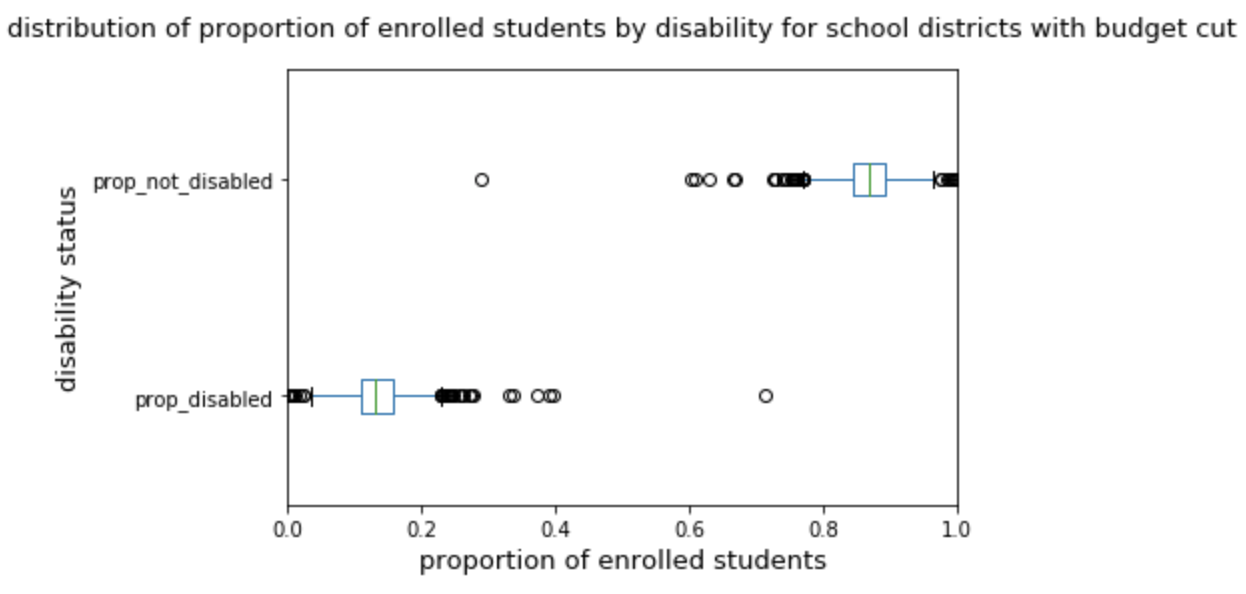 distribution of proportion of enrolled students by disability for school districts with budget cut
disability status
prop_not_disabled
prop_disabled
0.0 0.2 0.4 0.6 0.8 1.0
proportion of enrolled students